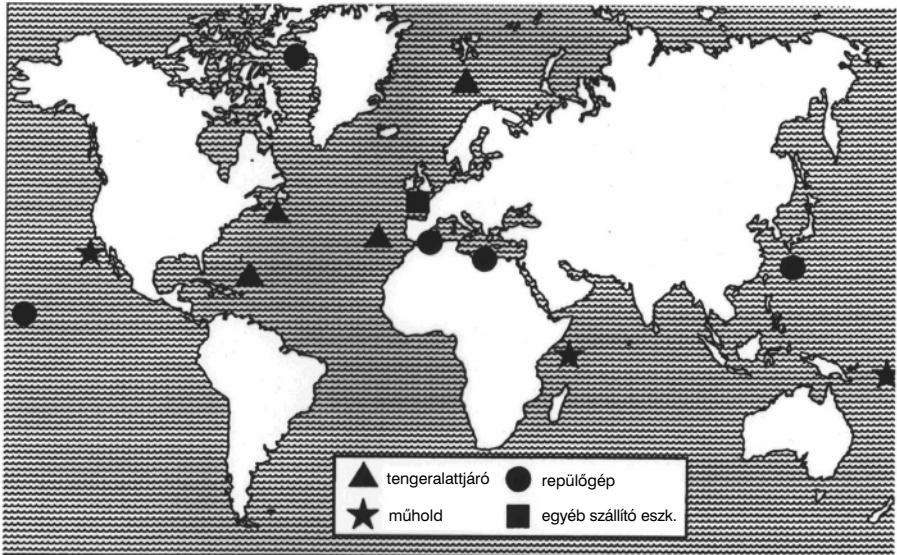 tengeralattjáró
repülőgép
műhold
egyéb szállító eszk.